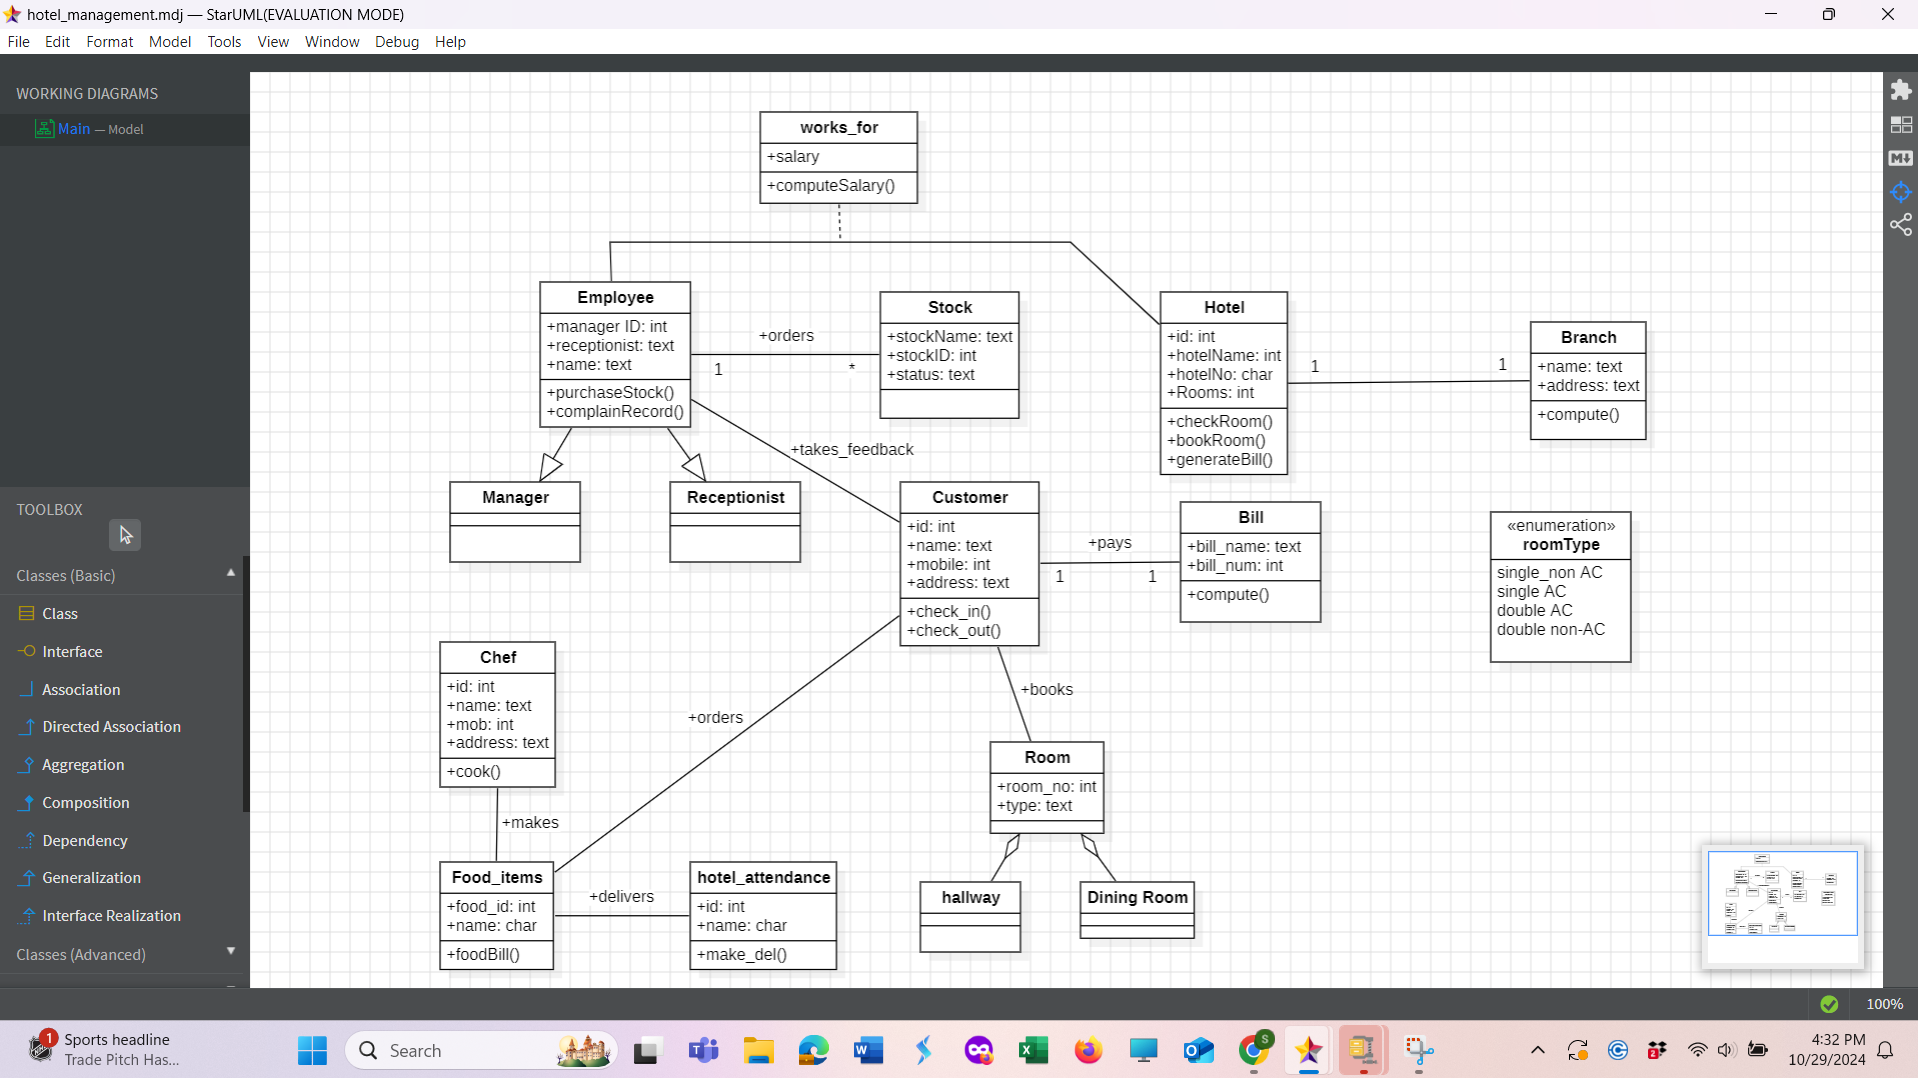 hotel_management.mdj — StarUML(EVALUATION MODE)
File Edit Format Model Tools View Window Debug Help
WORKING DIAGRAMS
Main — Model
TOOLBOX
Classes (Basic)
Class
Interface
Association
Directed Association
Aggregation
Composition
Dependency
Generalization
Interface Realization
Classes (Advanced)
works_for
+salary
+computeSalary()
Employee
+manager ID: int
+receptionist: text
+name: text
+purchaseStock()
+complainRecord()
+orders
1
*
Stock
+stockName: text
+stockID: int
+status: text
Hotel
+id: int
+hotelName: int
+hotelNo: char
+Rooms: int
+checkRoom()
+bookRoom()
+generateBill()
1
1
Branch
+name: text
+address: text
+compute()
+takes_feedback
Manager
Receptionist
Customer
+id: int
+name: text
+mobile: int
+address: text
+check_in()
+check_out()
+pays
1
1
Bill
+bill_name: text
+bill_num: int
+compute()
«enumeration»
roomType
single_non AC
single AC
double AC
double non-AC
Chef
+id: int
+name: text
+mob: int
+address: text
+cook()
+orders
+books
+makes
Room
+room_no: int
+type: text
Food_items
+food_id: int
+name: char
+foodBill()
+delivers
hotel_attendance
+id: int
+name: char
+make_del()
hallway
Dining Room
M↓
100%
1
Sports headline
Trade Pitch Has...
Search
S
2
4:32 PM
10/29/2024